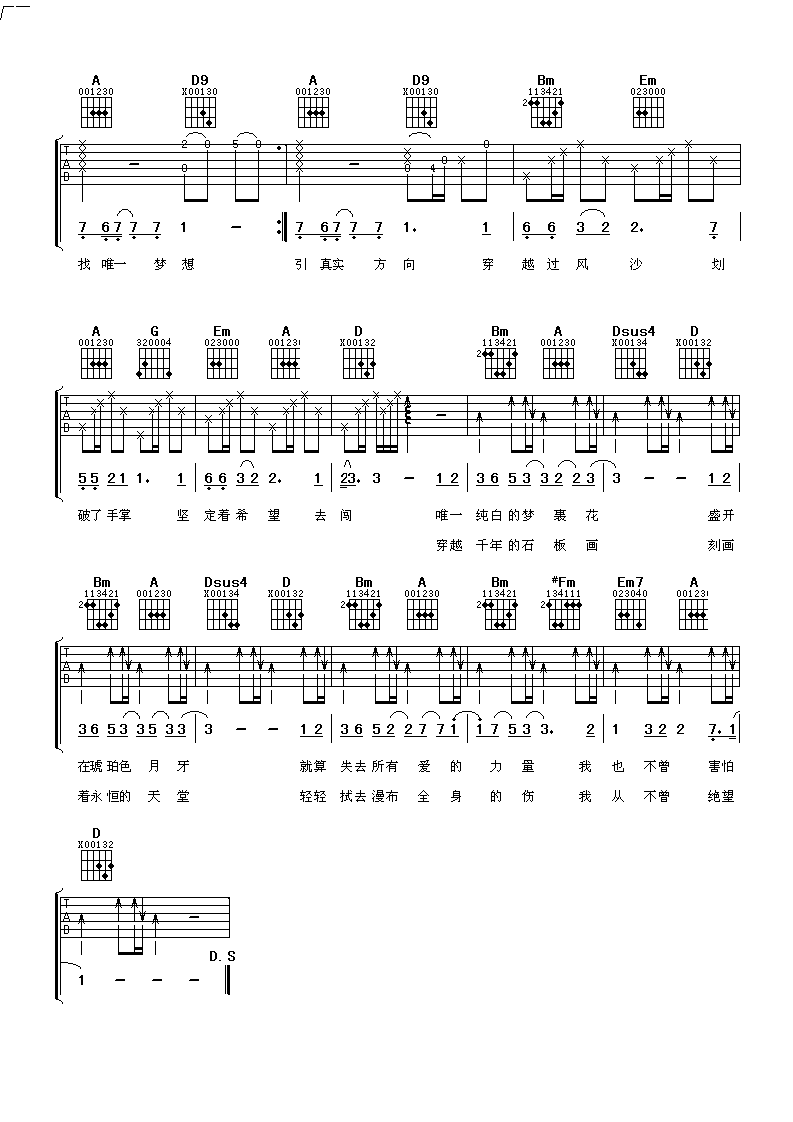 A D9 A D9 Bm Em
001230 X00130 001230 X00130 113421 023000
2
T A B 0 2 0 5 0 0 4 0 0
7 6 7 7 7 1 - 7 6 7 7 7 1. 1 6 6 3 2 2. 7
找 唯一 梦 想 引 真实 方 向 穿 越 过 风 沙 划
A G Em A D Bm A Dsus4 D
001230 320004 023000 001230 X00132 113421 001230 X00134 X00132
2
T A B
5 5 2 1 1. 1 6 6 3 2 2. 1 2 3. 3 - 1 2 3 6 5 3 3 2 2 3 3 - - 1 2
破了 手掌 坚 定着 希 望 去 闯 唯一 纯白 的梦 裹 花 盛开
穿越 千年 的石 板 画 刻画
Bm A Dsus4 D Bm A Bm #Fm Em7 A
113421 001230 X00134 X00132 113421 001230 113421 134111 023040 001230
2 2 2 2
T A B
3 6 5 3 3 5 3 3 3 - - 1 2 3 6 5 2 2 7 7 1 1 7 5 3 3. 2 1 3 2 2 7. 1
在琥 珀色 月 牙 就算 失去 所有 爱 的 力 量 我 也 不曾 害怕
着永 恒的 天 堂 轻轻 拭去 漫布 全 身 的 伤 我 从 不曾 绝望
D
X00132
T A B
D.S
1 - - -